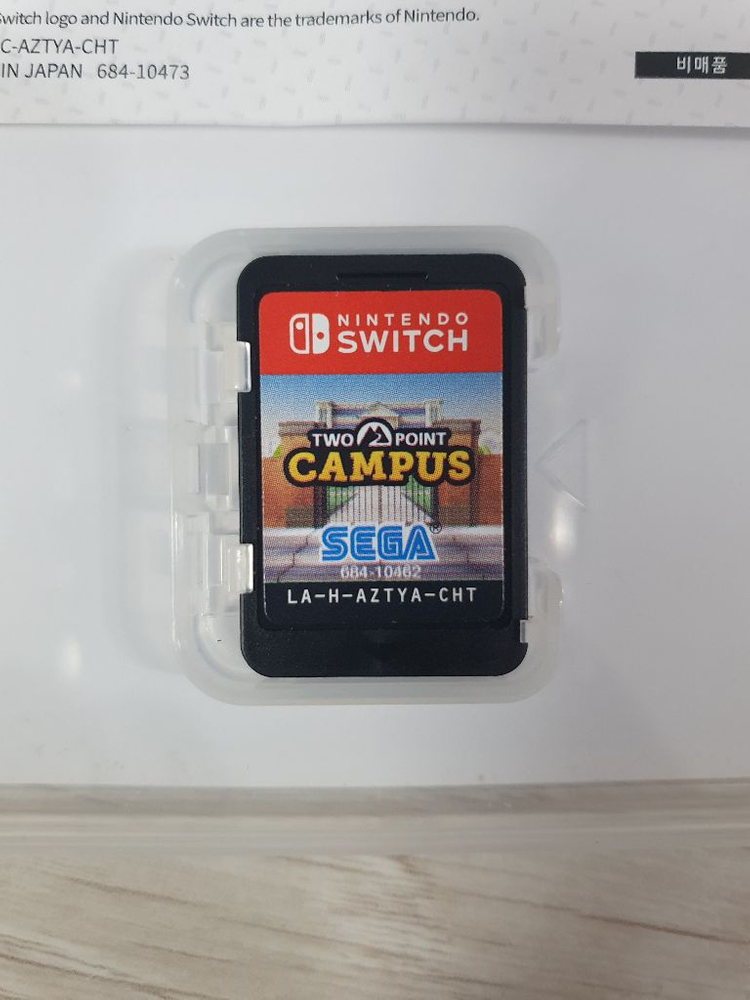 Switch logo and Nintendo Switch are the trademarks of Nintendo.
C-AZTYA-CHT
IN JAPAN 684-10473
비매품
NINTENDO
SWITCH
TWO POINT
CAMPUS
SEGA®
684-10462
LA-H-AZTYA-CHT